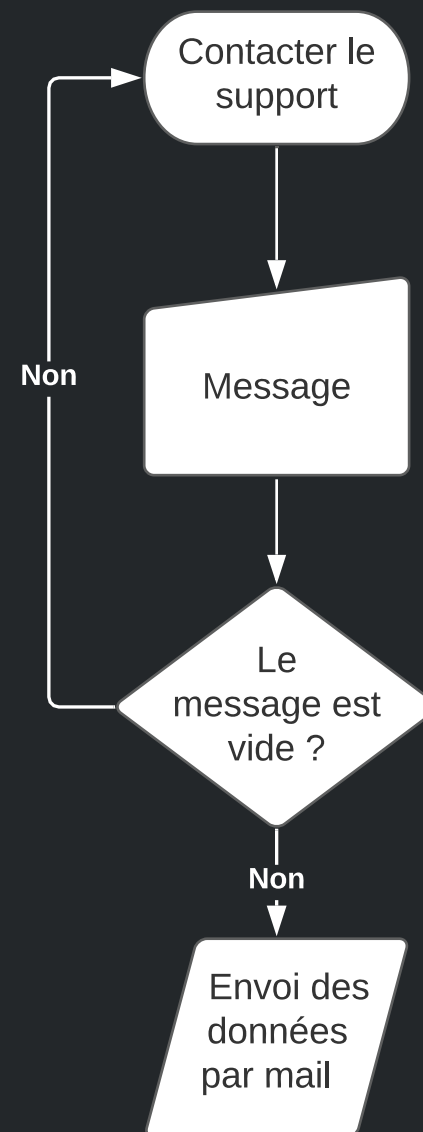 Contacter le
support
Non
Message
Le
message est
vide ?
Non
Envoi des
données
par mail